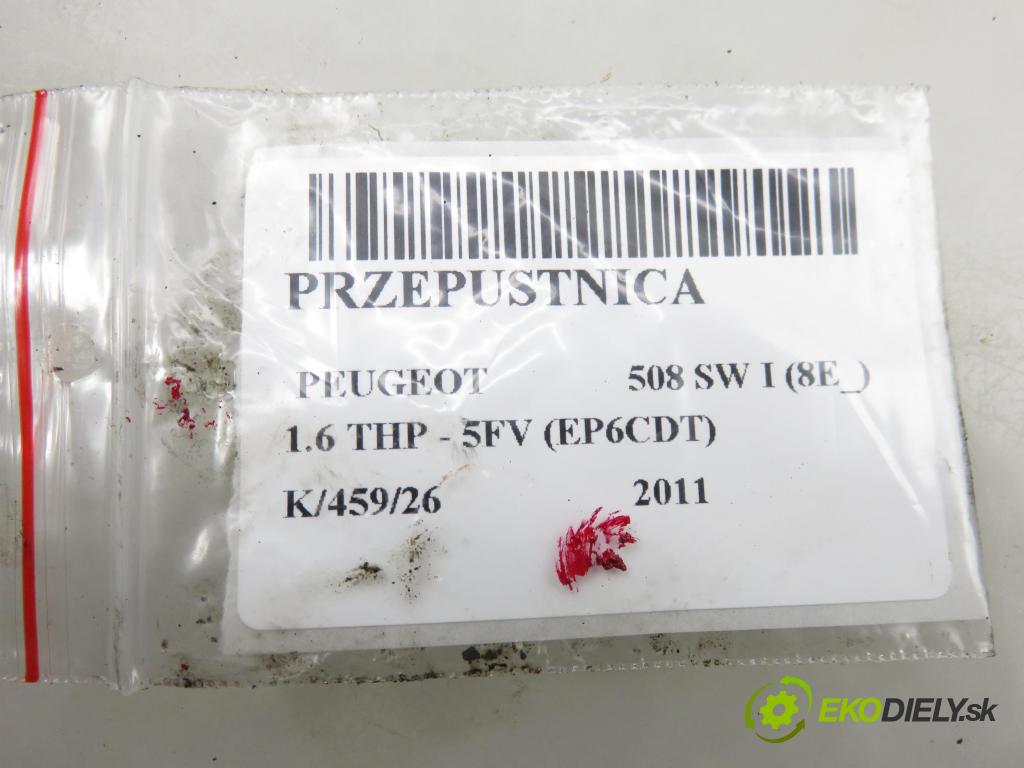 PRZEPUSTNICA
PEUGEOT 508 SW I (8E_)
1.6 THP - 5FV (EP6CDT)
K/459/26 2011
EKODIELY.sk